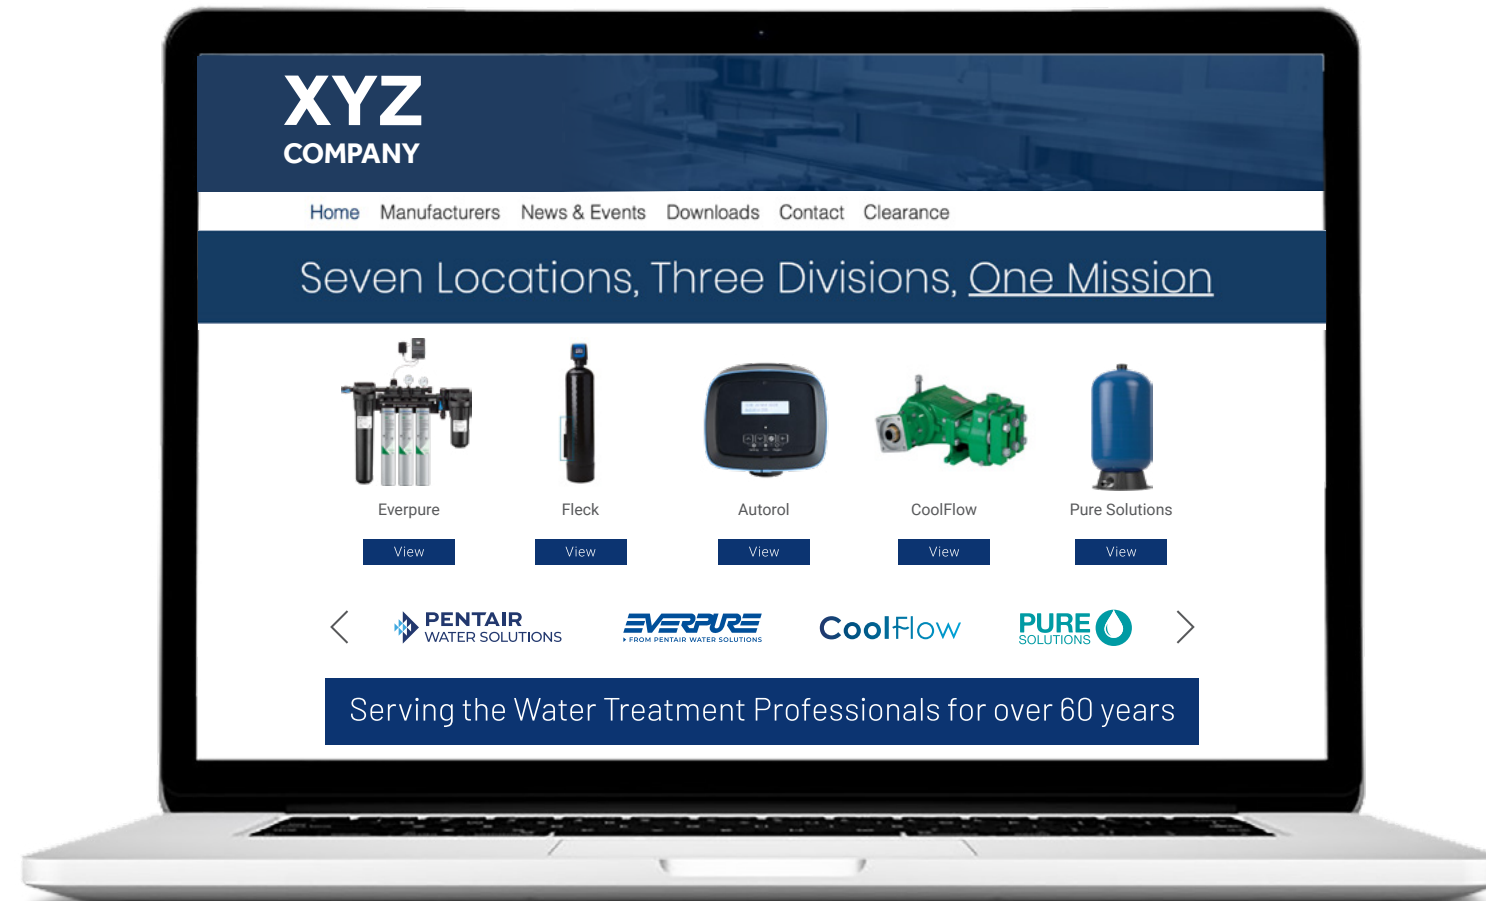 XYZ
COMPANY
Home Manufacturers News & Events Downloads Contact Clearance
Seven Locations, Three Divisions, One Mission
Everpure Fleck Autorol CoolFlow Pure Solutions
View View View View View
PENTAIR
WATER SOLUTIONS
EVERPURE
FROM PENTAIR WATER SOLUTIONS
CoolFlow
PURE
SOLUTIONS
Serving the Water Treatment Professionals for over 60 years